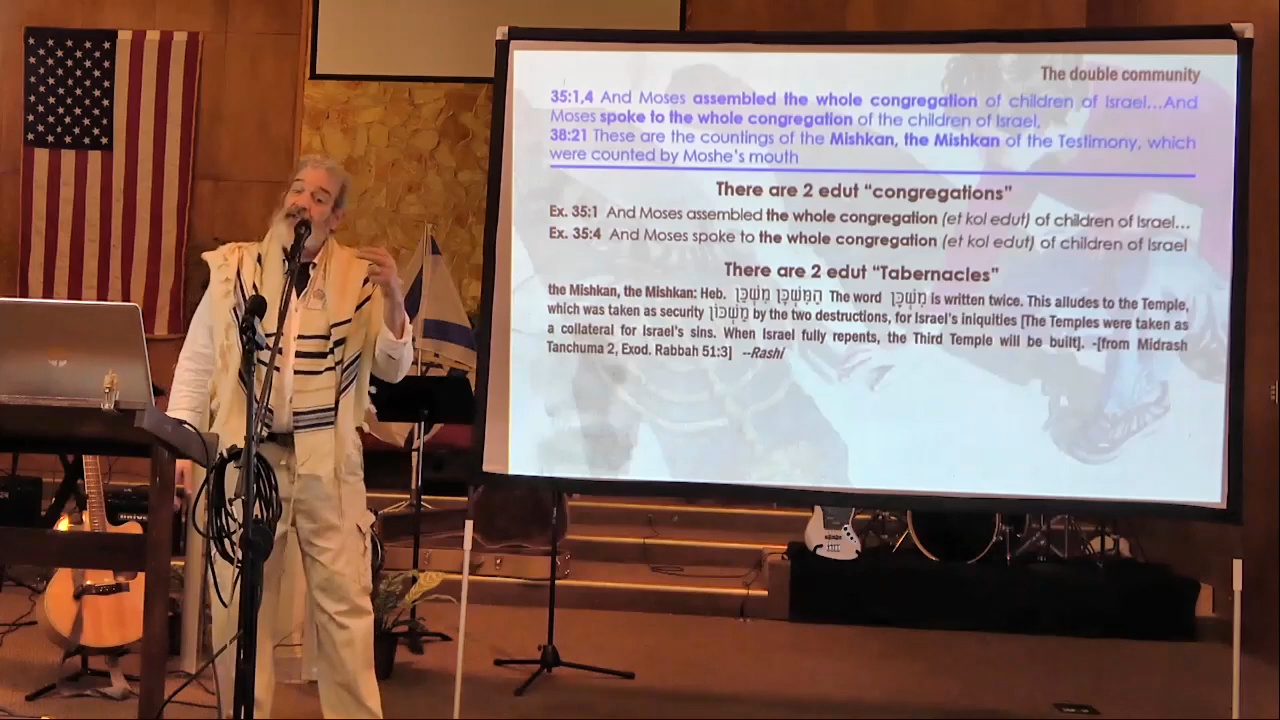 The double community
35:1,4 And Moses assembled the whole congregation of children of Israel...And
Moses spoke to the whole congregation of the children of Israel,
38:21 These are the countings of the Mishkan, the Mishkan of the Testimony, which
were counted by Moshe's mouth
There are 2 edut “congregations”
Ex. 35:1 And Moses assembled the whole congregation (et kol edut) of children of Israel...
Ex. 35:4 And Moses spoke to the whole congregation (et kol edut) of children of Israel
There are 2 edut “Tabernacles”
the Mishkan, the Mishkan: Heb. הַמִּשְׁכָּן מִשְׁכַּן The word מִשְׁכַּן is written twice. This alludes to the Temple,
which was taken as security מַשְׁכּוֹן by the two destructions, for Israel's iniquities [The Temples were taken as
a collateral for Israel's sins. When Israel fully repents, the Third Temple will be built]. -[from Midrash
Tanchuma 2, Exod. Rabbah 51:3] --Rashi